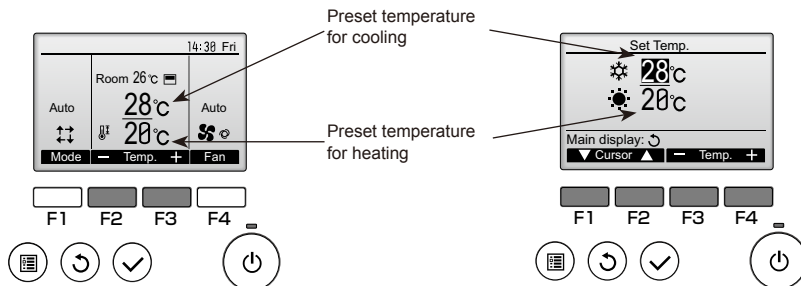 Preset temperature
for cooling
14:30 Fri
Room 26°C
Auto
28°C
Auto
20°C
Mode
— Temp. +
Fan
F1
F2
F3
F4
Preset temperature
for heating
Set Temp.
28°C
20°C
Main display:
Cursor
— Temp. +
F1
F2
F3
F4